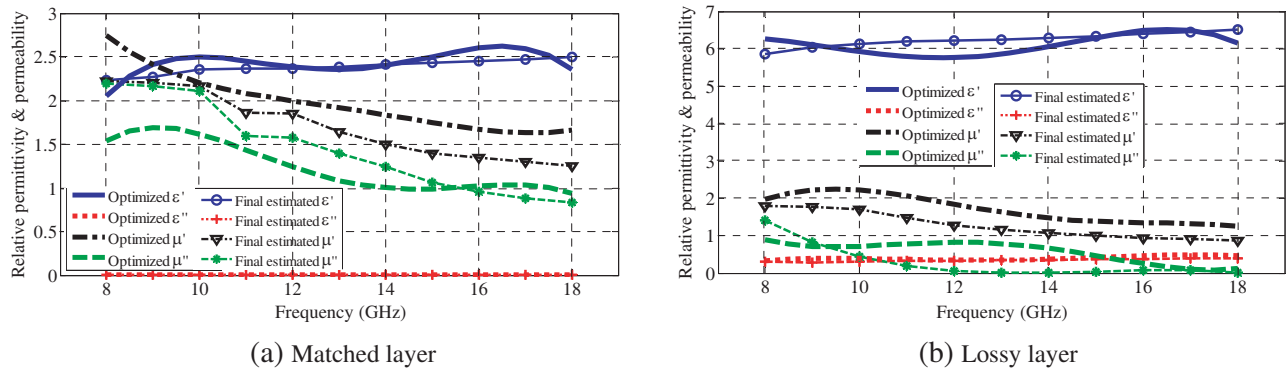 Relative permittivity & permeability
3
2.5
2
1.5
1
0.5
0
Optimized ε'
Optimized ε''
Optimized μ'
Optimized μ''
Final estimated ε'
Final estimated ε''
Final estimated μ'
Final estimated μ''
8 10 12 14 16 18
Frequency (GHz)
(a) Matched layer
Relative permittivity & permeability
7
6
5
4
3
2
1
0
Optimized ε'
Optimized ε''
Optimized μ'
Optimized μ''
Final estimated ε'
Final estimated ε''
Final estimated μ'
Final estimated μ''
8 10 12 14 16 18
Frequency (GHz)
(b) Lossy layer